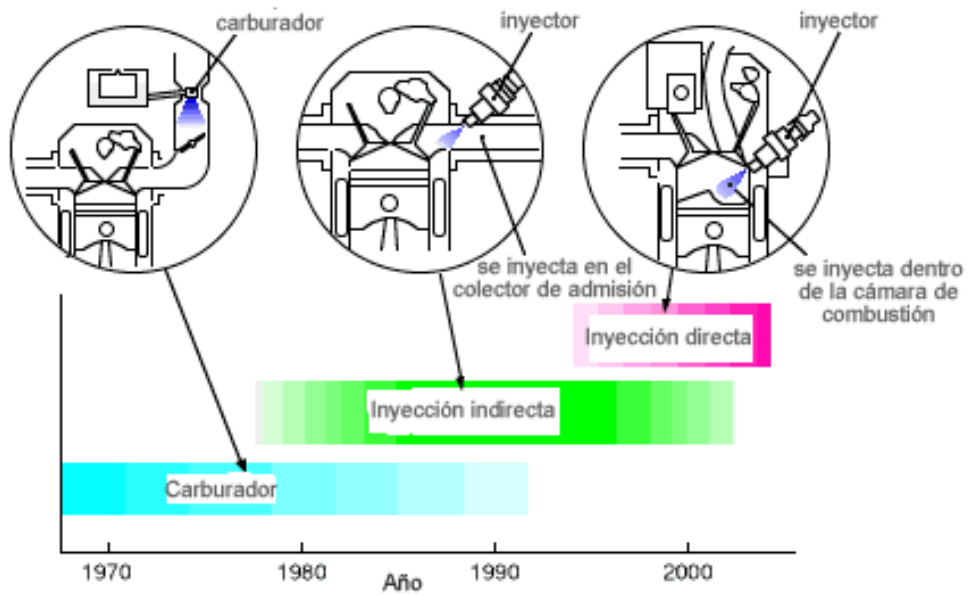 carburador
inyector
inyector
se inyecta en el
colector de admisión
se inyecta dentro
de la cámara de
combustión
Inyección directa
Inyección indirecta
Carburador
1970
1980
1990
2000
Año